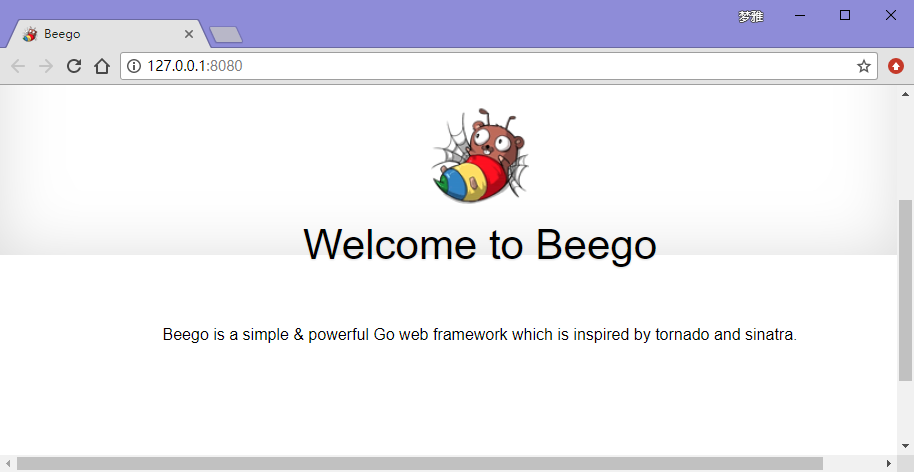 梦雅
Beego
127.0.0.1:8080
Welcome to Beego
Beego is a simple & powerful Go web framework which is inspired by tornado and sinatra.